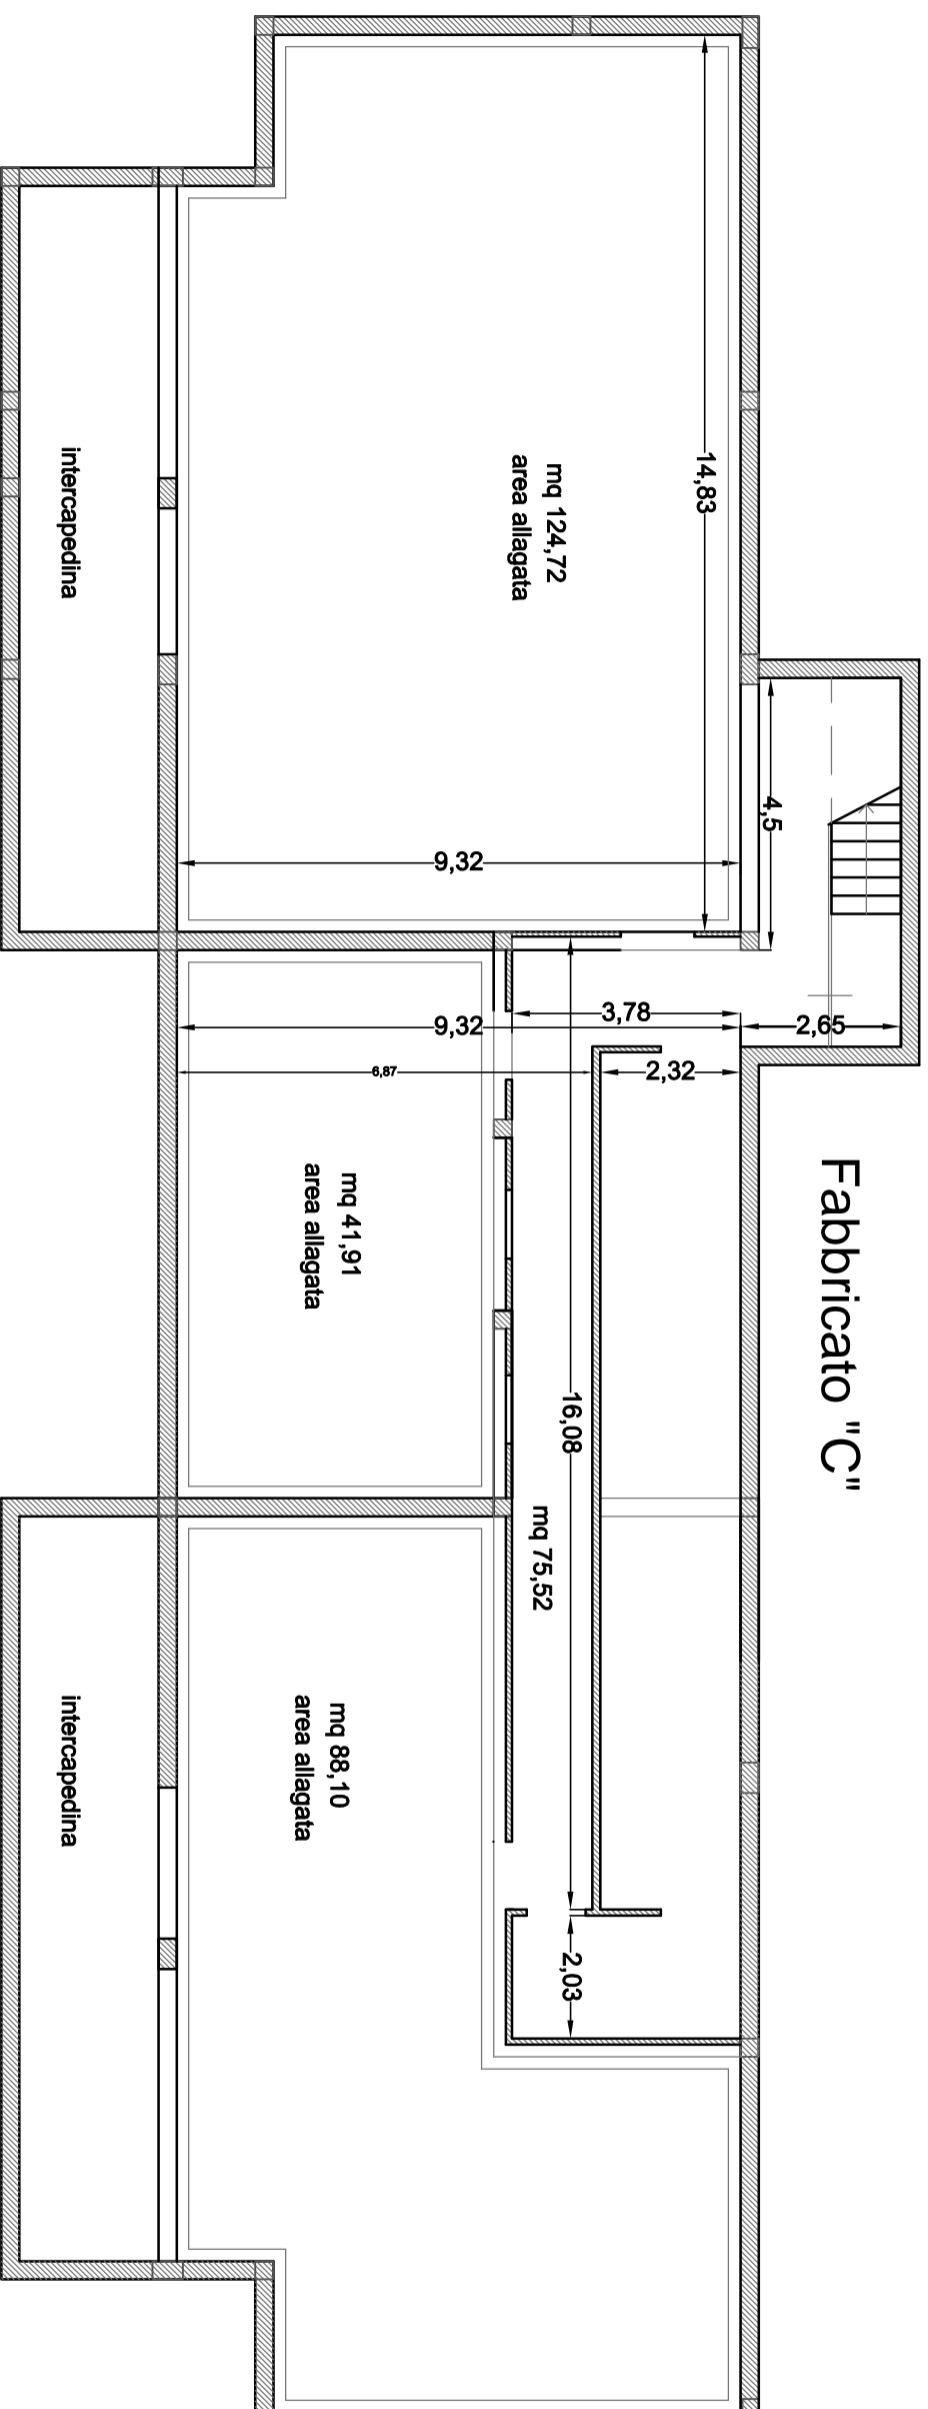 Fabbricato "C"
14,83
mq 124,72
area allagata
intercapedina
4,5
9,32
2,65
3,78
9,32
2,32
6,87
mq 41,91
area allagata
16,08
mq 75,52
2,03
mq 88,10
area allagata
intercapedina